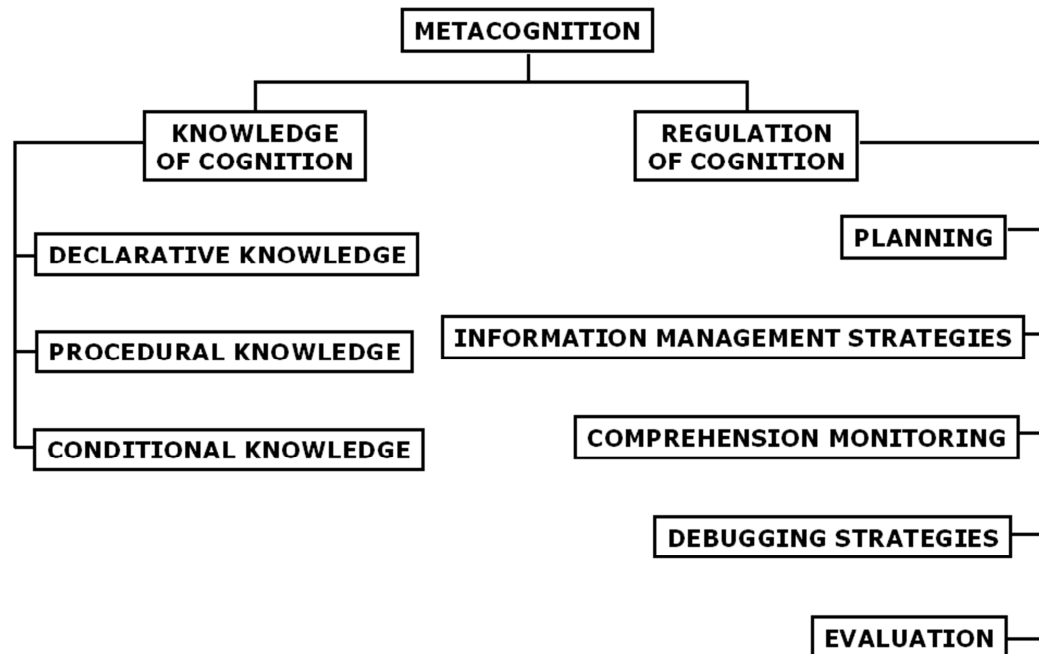 METACOGNITION
KNOWLEDGE
OF COGNITION
DECLARATIVE KNOWLEDGE
PROCEDURAL KNOWLEDGE
CONDITIONAL KNOWLEDGE
REGULATION
OF COGNITION
PLANNING
INFORMATION MANAGEMENT STRATEGIES
COMPREHENSION MONITORING
DEBUGGING STRATEGIES
EVALUATION